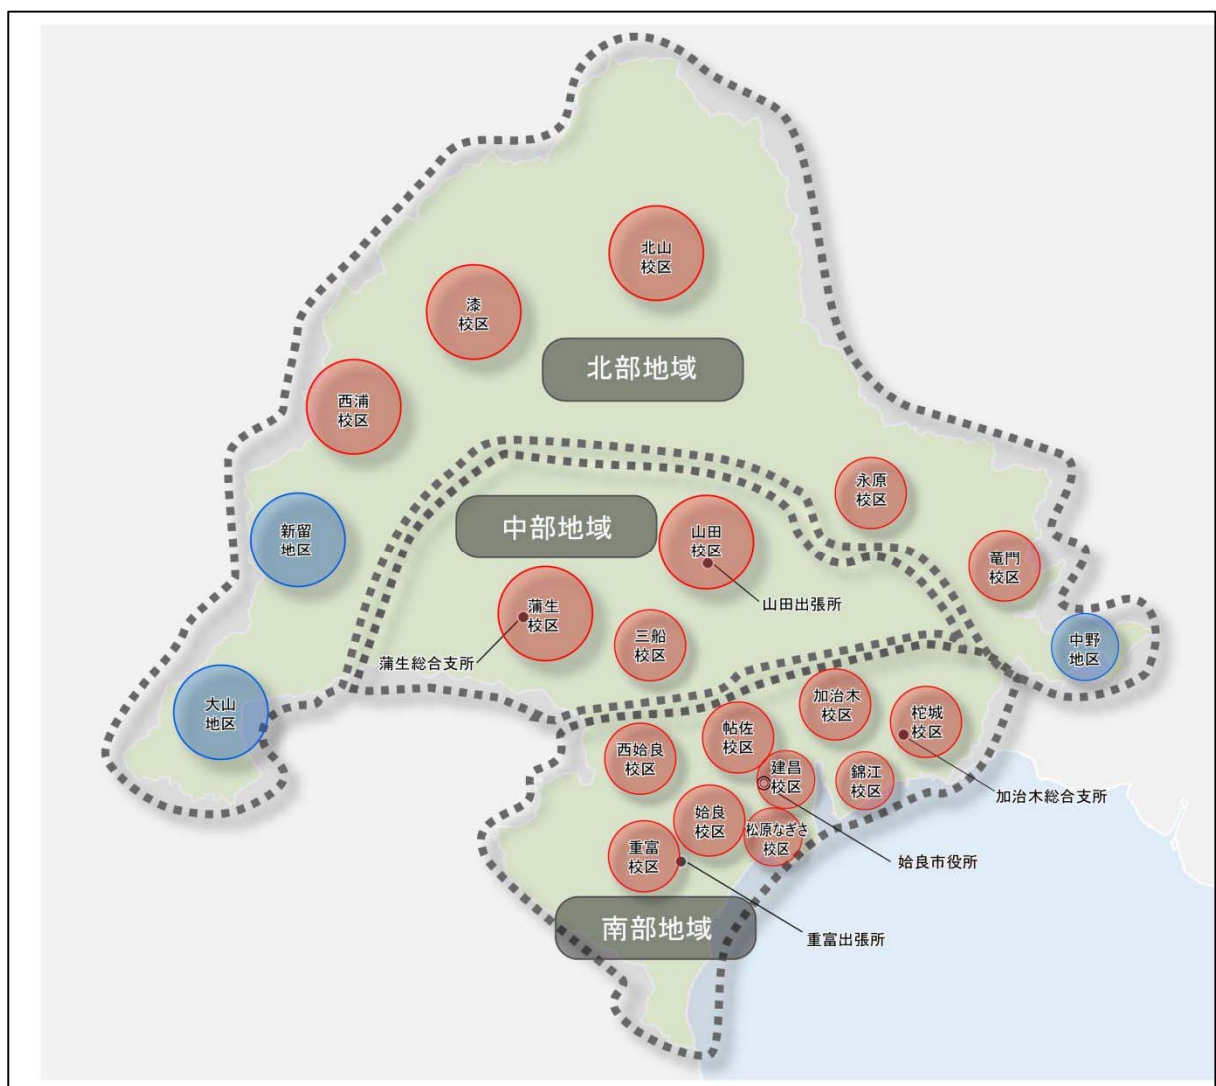 北山
校区
漆
校区
北部地域
西浦
校区
永原
校区
中部地域
新留
地区
山田
校区
竜門
校区
山田出張所
蒲生
校区
三船
校区
中野
地区
蒲生総合支所
大山
地区
加治木
校区
柁城
校区
帖佐
校区
西姶良
校区
建昌
校区
錦江
校区
加治木総合支所
姶良
校区
松原なぎさ
校区
重富
校区
姶良市役所
南部地域
重富出張所